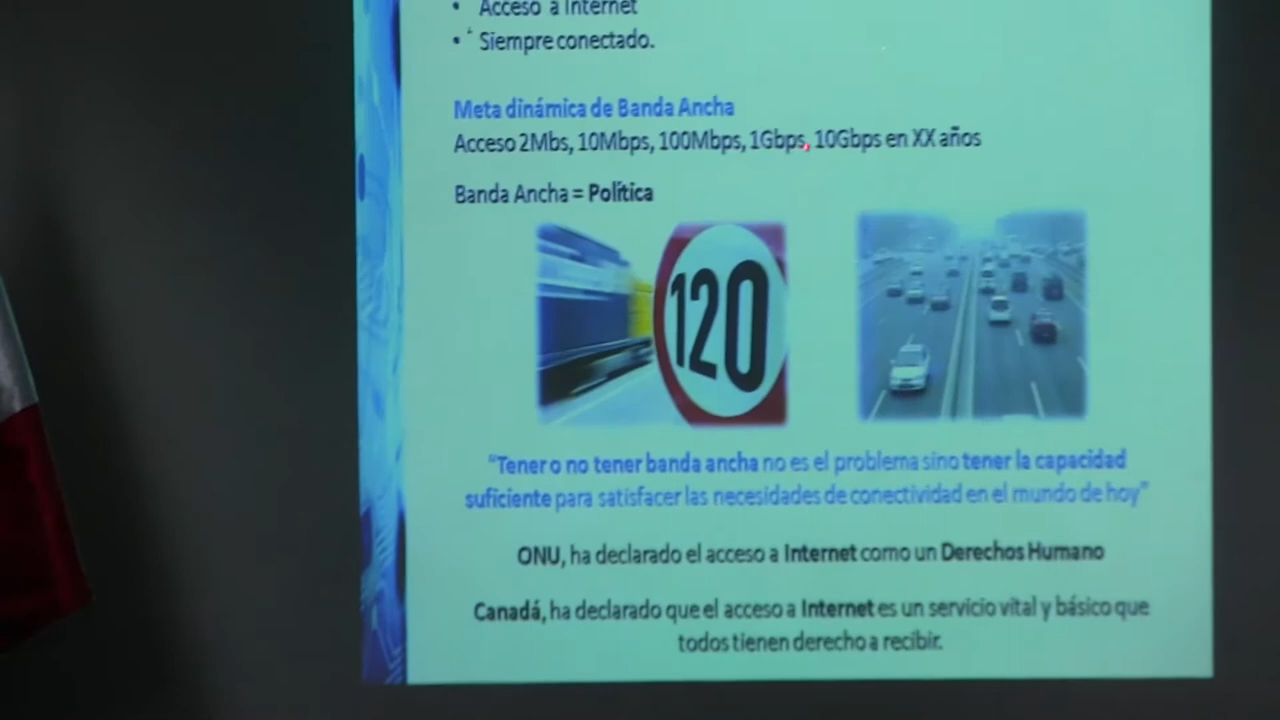 • Acceso a Internet
• Siempre conectado.
Meta dinámica de Banda Ancha
Acceso 2Mbs, 10Mbps, 100Mbps, 1Gbps, 10Gbps en XX años
Banda Ancha = Política
120
"Tener o no tener banda ancha no es el problema sino tener la capacidad
suficiente para satisfacer las necesidades de conectividad en el mundo de hoy"
ONU, ha declarado el acceso a Internet como un Derechos Humano
Canadá, ha declarado que el acceso a Internet es un servicio vital y básico que
todos tienen derecho a recibir.